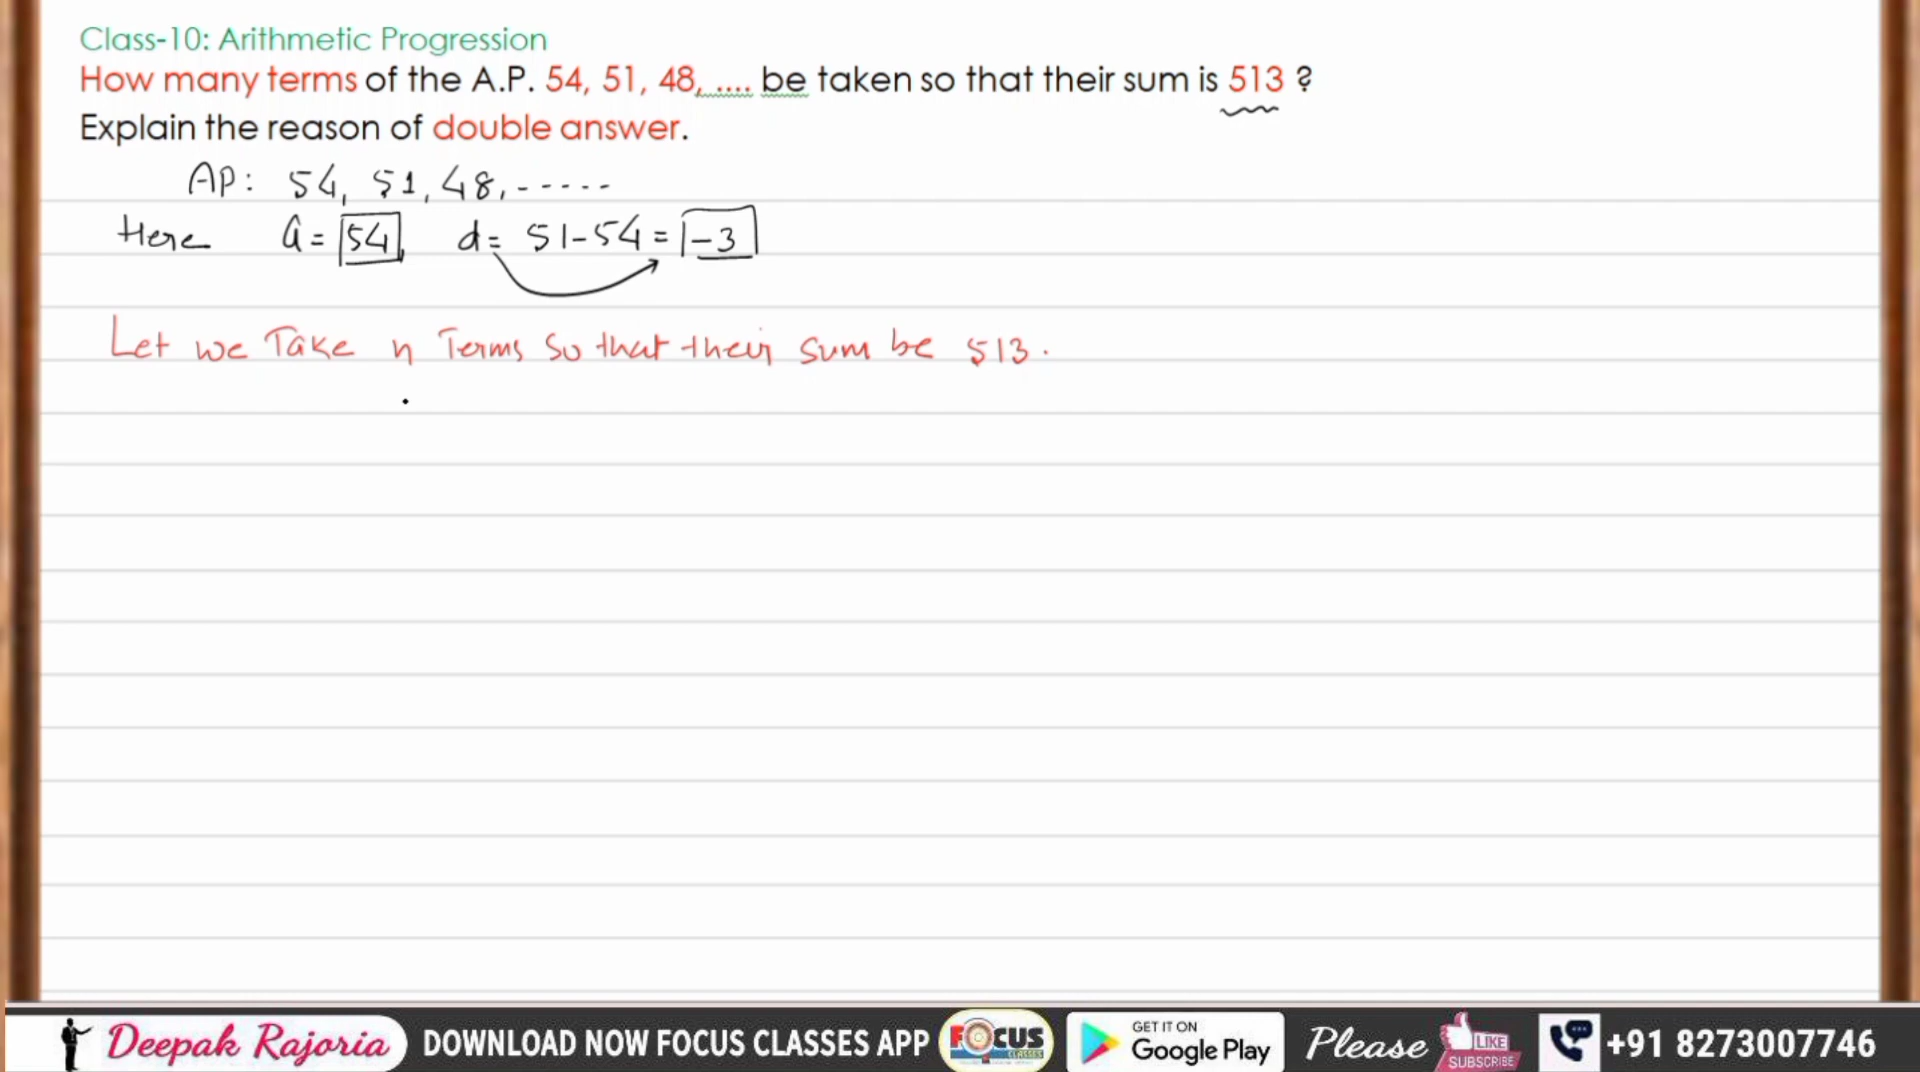 Class-10: Arithmetic Progression
How many terms of the A.P. 54, 51, 48, .... be taken so that their sum is 513 ?
Explain the reason of double answer.
AP: 54, 51, 48, ------
Here a = 54, d = 51-54 = -3
Let we Take n Terms so that their sum be 513.
Deepak Rajoria DOWNLOAD NOW FOCUS CLASSES APP FOCUS CLASSES GET IT ON Google Play Please LIKE SUBSCRIBE +91 8273007746